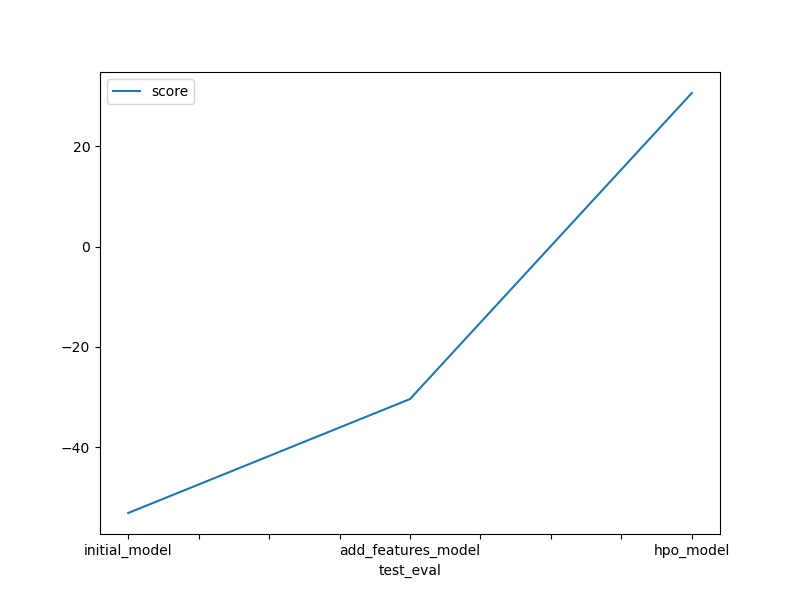 score
20
0
−20
−40
initial_model add_features_model hpo_model
test_eval